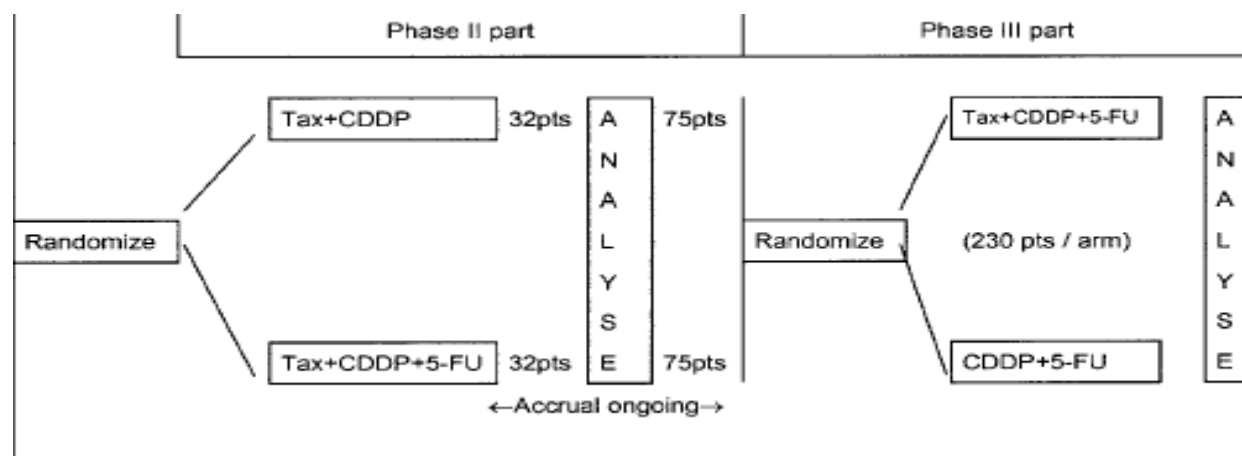 Phase II part
Phase III part
Tax+CDDP 32pts A 75pts
N
A
L
Y
S
E
Randomize
Tax+CDDP+5-FU 32pts 75pts
←Accrual ongoing→
Tax+CDDP+5-FU
Randomize (230 pts / arm)
CDDP+5-FU
A
N
A
L
Y
S
E